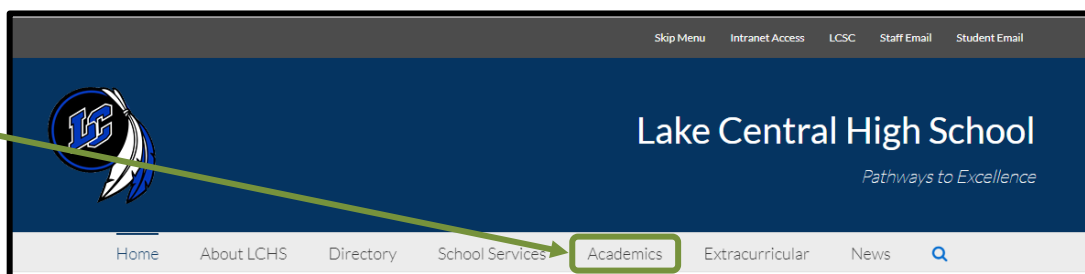 Skip Menu Intranet Access LCSC Staff Email Student Email
LC
Lake Central High School
Pathways to Excellence
Home About LCHS Directory School Services Academics Extracurricular News